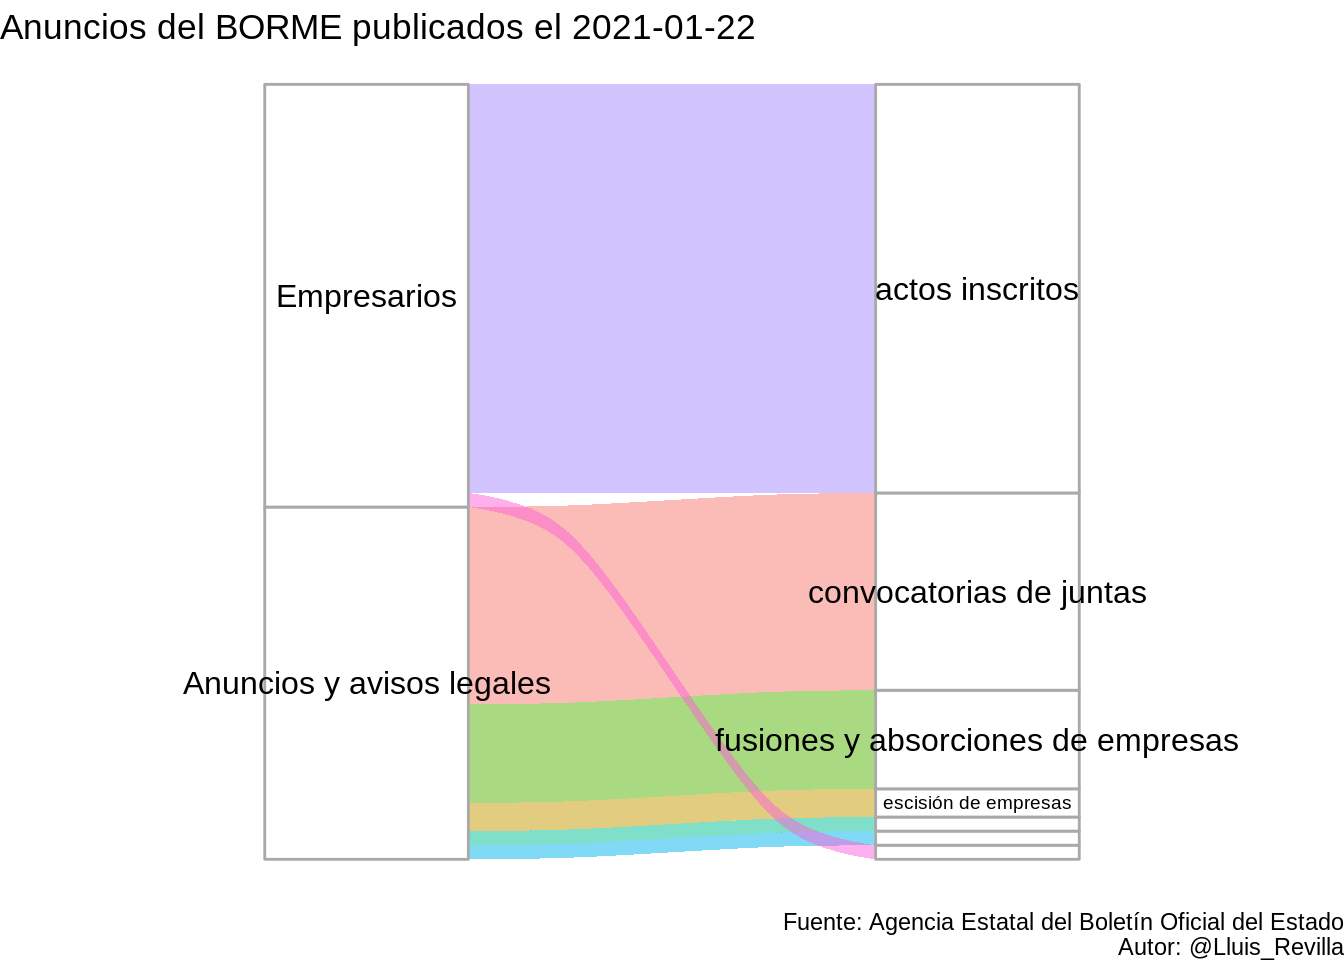 Anuncios del BORME publicados el 2021-01-22
Empresarios
actos inscritos
convocatorias de juntas
Anuncios y avisos legales
fusiones y absorciones de empresas
escisión de empresas
Fuente: Agencia Estatal del Boletín Oficial del Estado
Autor: @Lluis_Revilla